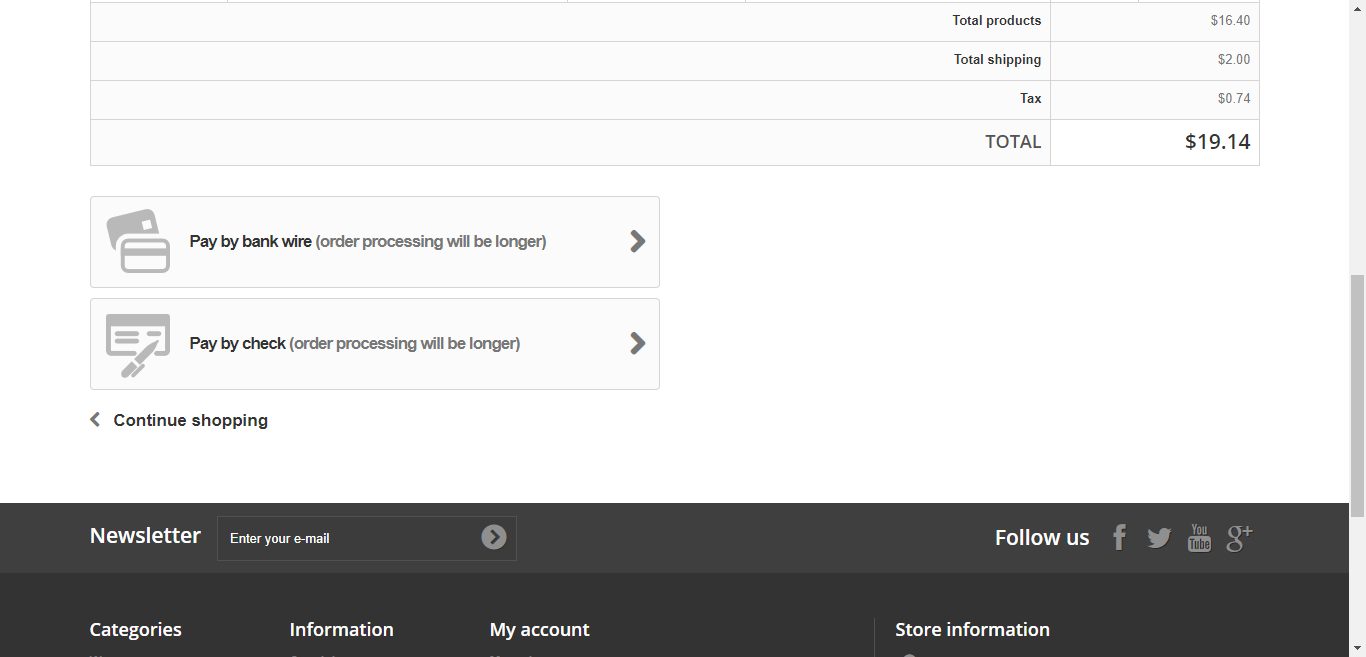 Total products $16.40
Total shipping $2.00
Tax $0.74
TOTAL $19.14
Pay by bank wire (order processing will be longer)
Pay by check (order processing will be longer)
Continue shopping
Newsletter Enter your e-mail Follow us You Tube
Categories Information My account Store information